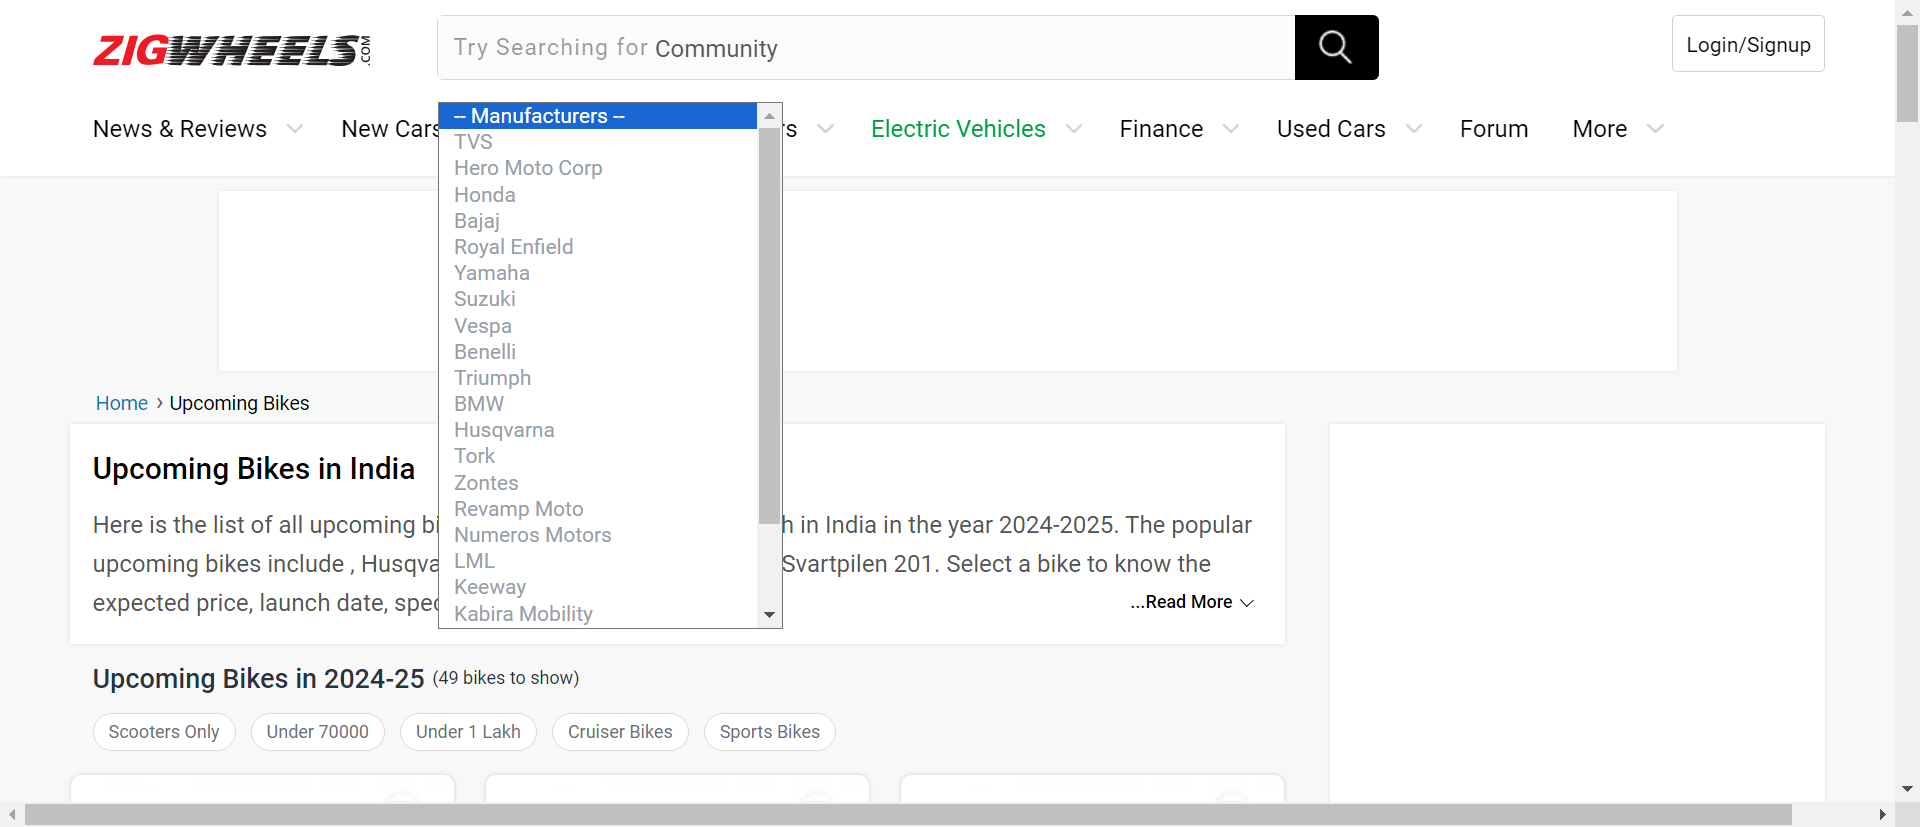 ZIGWHEELS.COM
Try Searching for Community
Login/Signup
News & Reviews
New Cars
rs
Electric Vehicles
Finance
Used Cars
Forum
More
-- Manufacturers --
TVS
Hero Moto Corp
Honda
Bajaj
Royal Enfield
Yamaha
Suzuki
Vespa
Benelli
Triumph
BMW
Husqvarna
Tork
Zontes
Revamp Moto
Numeros Motors
LML
Keeway
Kabira Mobility
Home › Upcoming Bikes
Upcoming Bikes in India
Here is the list of all upcoming bi h in India in the year 2024-2025. The popular
upcoming bikes include , Husqva Svartpilen 201. Select a bike to know the
expected price, launch date, spec ...Read More
Upcoming Bikes in 2024-25 (49 bikes to show)
Scooters Only
Under 70000
Under 1 Lakh
Cruiser Bikes
Sports Bikes